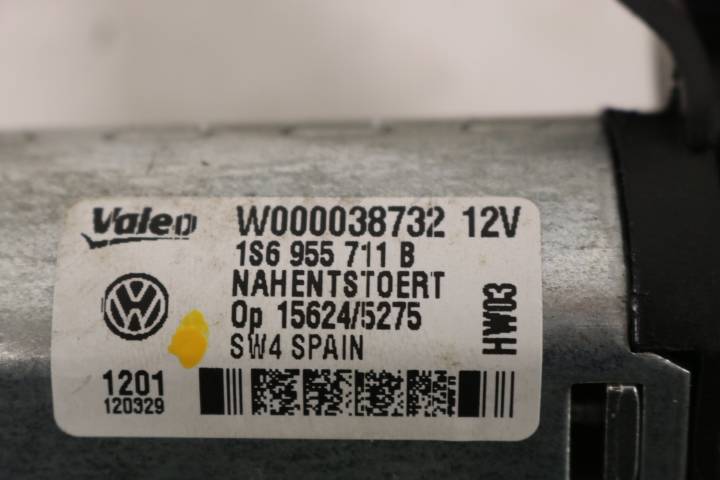 Valeo W000038732 12V
1S6 955 711 B
NAHENTSTOERT
Op 15624/5275
SW4 SPAIN
HW03
1201
120329